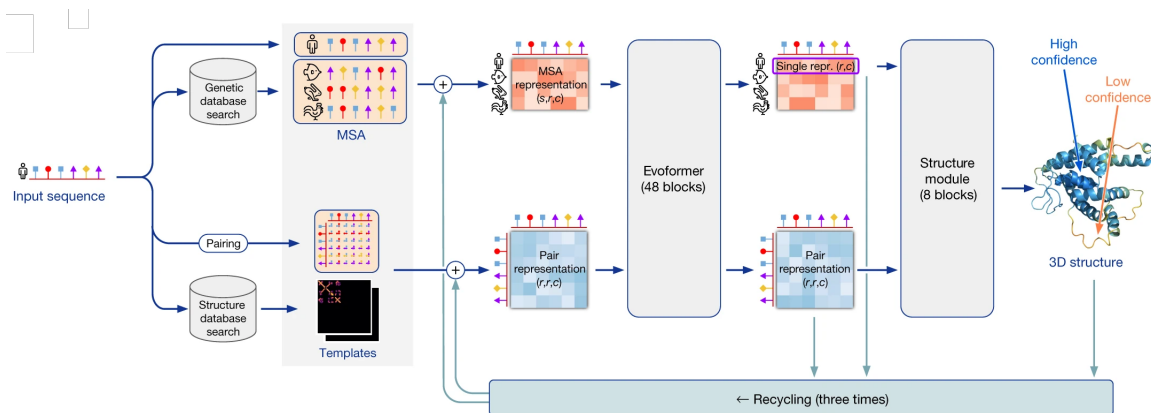 High
confidence
Low
confidence
Genetic
database
search
MSA
MSA
representation
(s,r,c)
Single repr. (r,c)
Evoformer
(48 blocks)
Structure
module
(8 blocks)
Input sequence
Pairing
Pair
representation
(r,r,c)
Pair
representation
(r,r,c)
3D structure
Structure
database
search
Templates
← Recycling (three times)